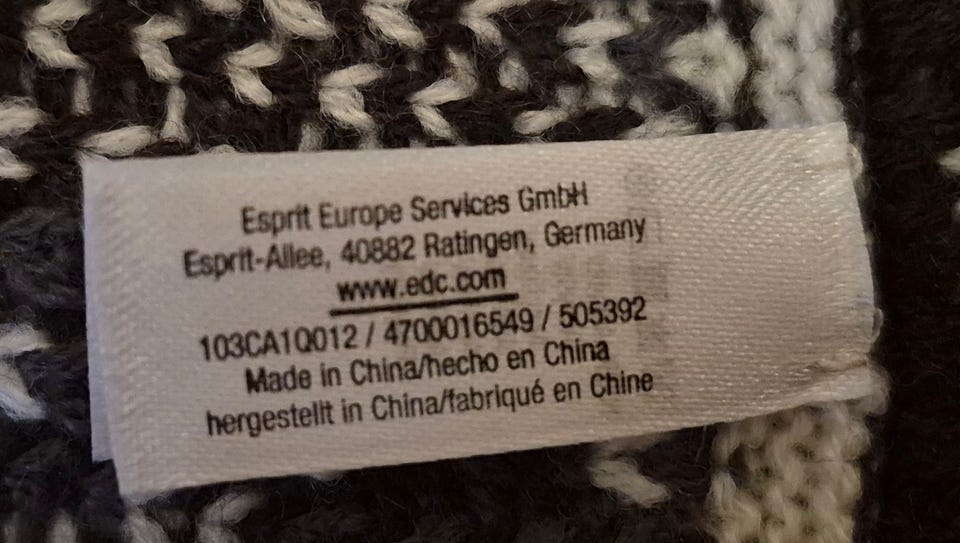 Esprit Europe Services GmbH
Esprit-Allee, 40882 Ratingen, Germany
www.edc.com
103CA1Q012 / 4700016549 / 505392
Made in China/hecho en China
hergestellt in China/fabriqué en Chine